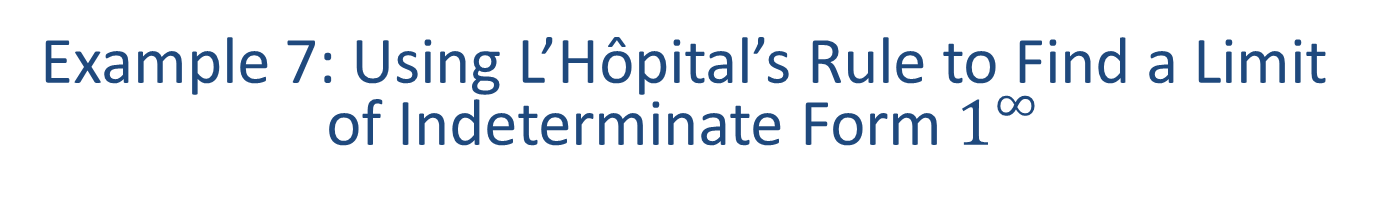 Example 7: Using L’Hôpital’s Rule to Find a Limit
of Indeterminate Form 1^∞